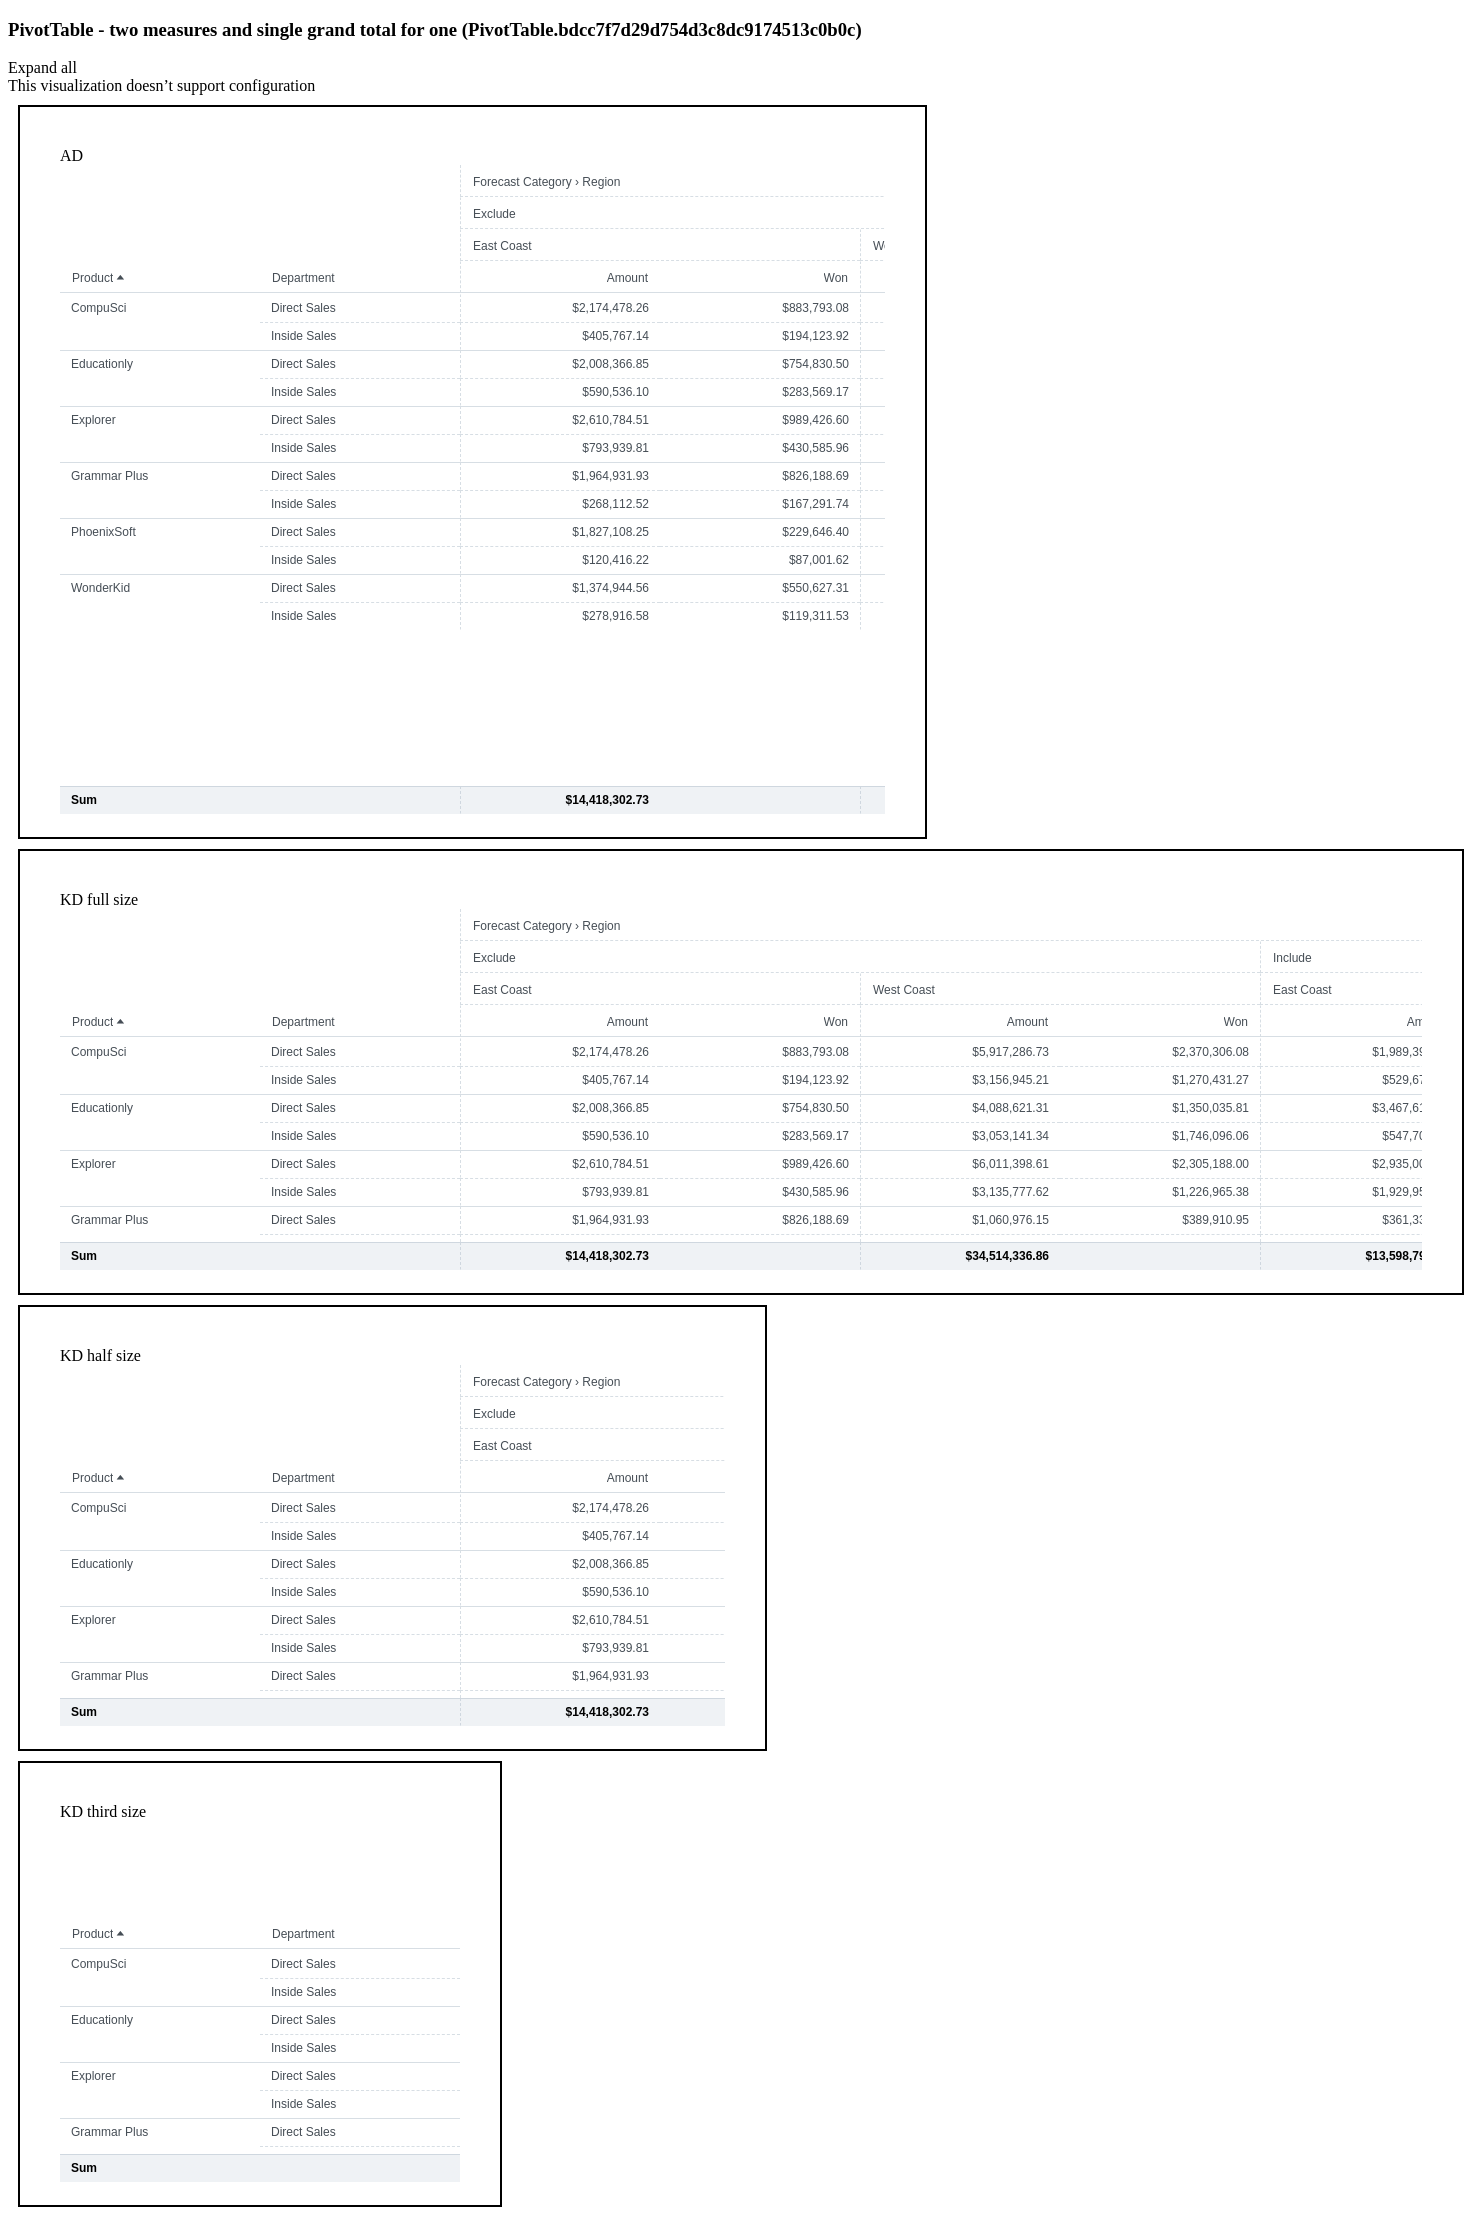 PivotTable - two measures and single grand total for one (PivotTable.bdcc7f7d29d754d3c8dc9174513c0b0c)
Expand all
This visualization doesn’t support configuration
AD
Forecast Category › Region
Exclude
East Coast
Product Department Amount Won
CompuSci Direct Sales $2,174,478.26 $883,793.08
Inside Sales $405,767.14 $194,123.92
Educationly Direct Sales $2,008,366.85 $754,830.50
Inside Sales $590,536.10 $283,569.17
Explorer Direct Sales $2,610,784.51 $989,426.60
Inside Sales $793,939.81 $430,585.96
Grammar Plus Direct Sales $1,964,931.93 $826,188.69
Inside Sales $268,112.52 $167,291.74
PhoenixSoft Direct Sales $1,827,108.25 $229,646.40
Inside Sales $120,416.22 $87,001.62
WonderKid Direct Sales $1,374,944.56 $550,627.31
Inside Sales $278,916.58 $119,311.53
Sum $14,418,302.73
KD full size
Forecast Category › Region
Exclude Include
East Coast West Coast East Coast
Product Department Amount Won Amount Won Am
CompuSci Direct Sales $2,174,478.26 $883,793.08 $5,917,286.73 $2,370,306.08 $1,989,39
Inside Sales $405,767.14 $194,123.92 $3,156,945.21 $1,270,431.27 $529,67
Educationly Direct Sales $2,008,366.85 $754,830.50 $4,088,621.31 $1,350,035.81 $3,467,61
Inside Sales $590,536.10 $283,569.17 $3,053,141.34 $1,746,096.06 $547,70
Explorer Direct Sales $2,610,784.51 $989,426.60 $6,011,398.61 $2,305,188.00 $2,935,00
Inside Sales $793,939.81 $430,585.96 $3,135,777.62 $1,226,965.38 $1,929,95
Grammar Plus Direct Sales $1,964,931.93 $826,188.69 $1,060,976.15 $389,910.95 $361,33
Sum $14,418,302.73 $34,514,336.86 $13,598,79
KD half size
Forecast Category › Region
Exclude
East Coast
Product Department Amount
CompuSci Direct Sales $2,174,478.26
Inside Sales $405,767.14
Educationly Direct Sales $2,008,366.85
Inside Sales $590,536.10
Explorer Direct Sales $2,610,784.51
Inside Sales $793,939.81
Grammar Plus Direct Sales $1,964,931.93
Sum $14,418,302.73
KD third size
Product Department
CompuSci Direct Sales
Inside Sales
Educationly Direct Sales
Inside Sales
Explorer Direct Sales
Inside Sales
Grammar Plus Direct Sales
Sum